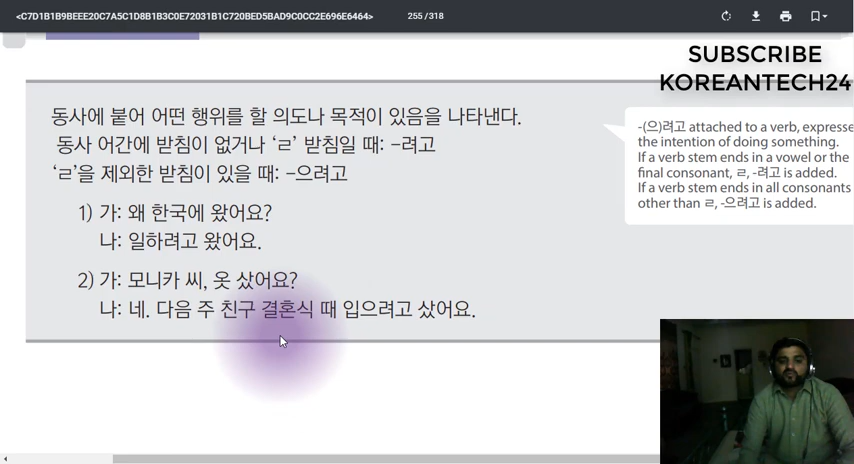 <C7D1B1B9BEEE20C7A5C1D8B1B3C0E72031B1C720BED5BAD9C0CC2E696E6464>
255 / 318
SUBSCRIBE
KOREANTECH24
동사에 붙어 어떤 행위를 할 의도나 목적이 있음을 나타낸다.
동사 어간에 받침이 없거나 ‘ㄹ’ 받침일 때: –려고
‘ㄹ’을 제외한 받침이 있을 때: –으려고
1) 가: 왜 한국에 왔어요?
나: 일하려고 왔어요.
2) 가: 모니카 씨, 옷 샀어요?
나: 네. 다음 주 친구 결혼식 때 입으려고 샀어요.
-(으)려고 attached to a verb, expresse
the intention of doing something.
If a verb stem ends in a vowel or the
final consonant, ㄹ, -려고 is added.
If a verb stem ends in all consonants
other than ㄹ, -으려고 is added.